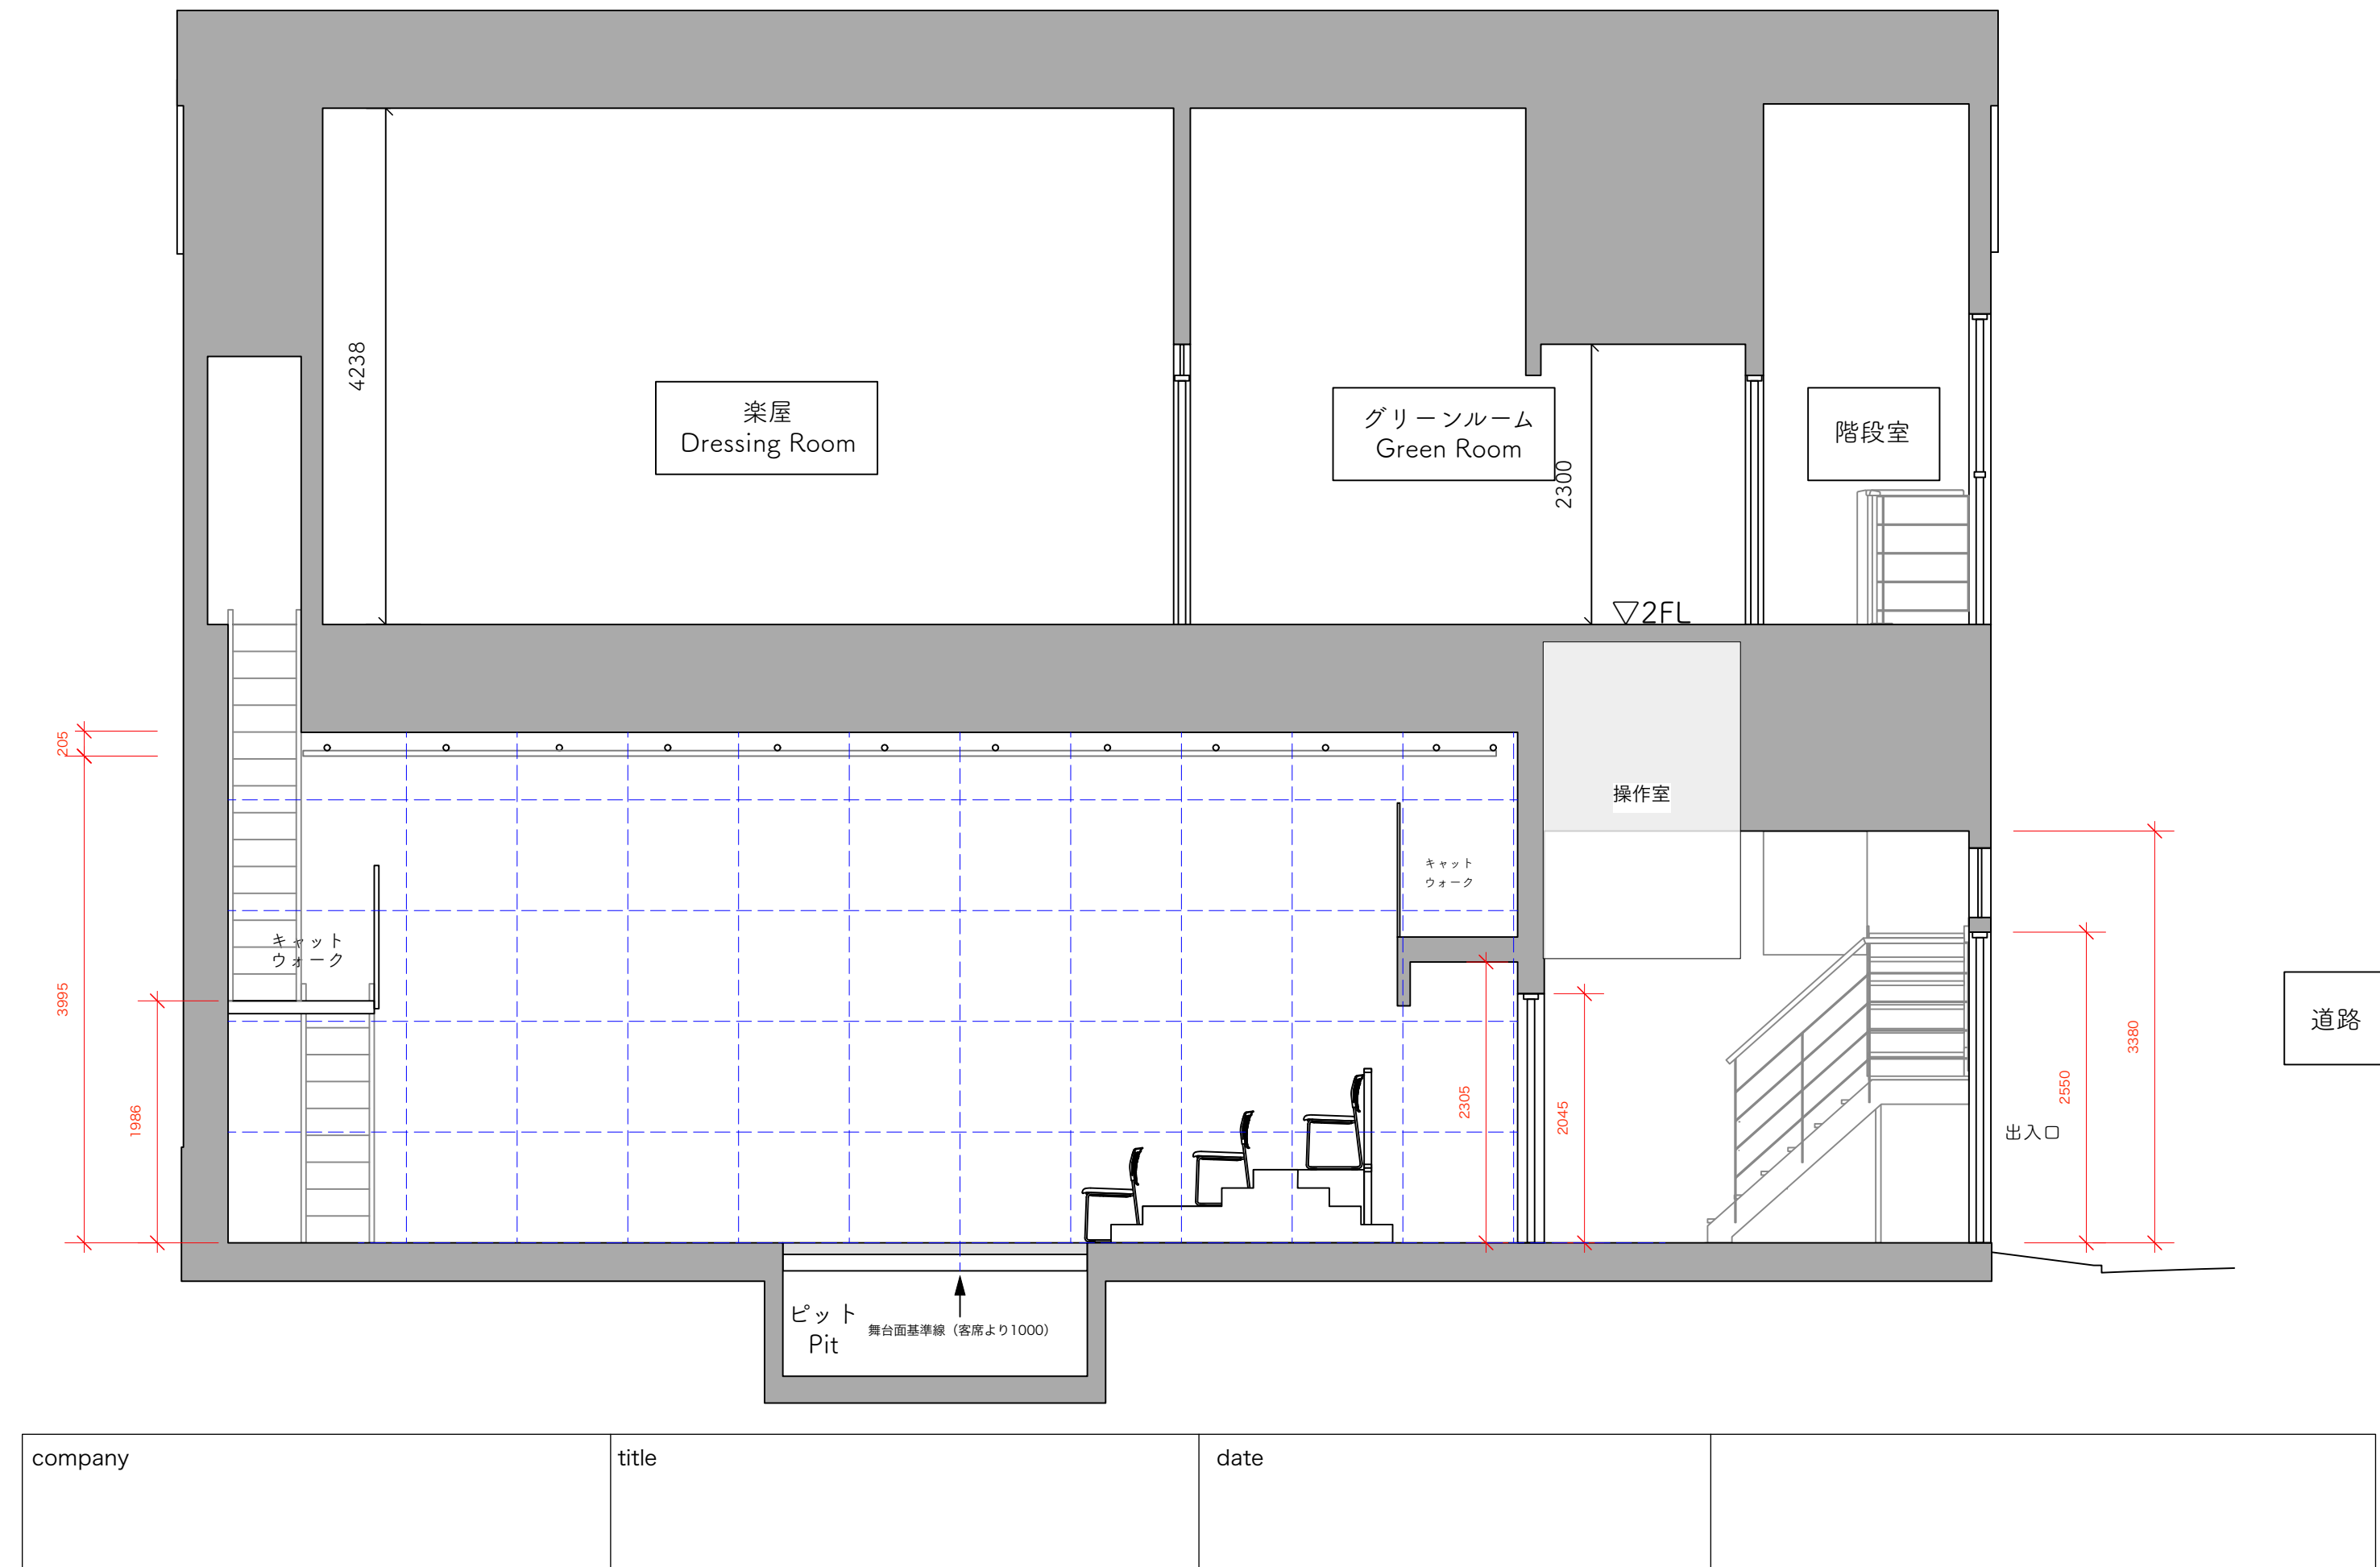 4238
楽屋
Dressing Room
グリーンルーム
Green Room
2300
階段室
▽2FL
205
操作室
キャット
ウォーク
キャット
ウォーク
3995
1986
2305
2045
3380
2550
道路
出入口
ピット
Pit
舞台面基準線（客席より1000）
company
title
date